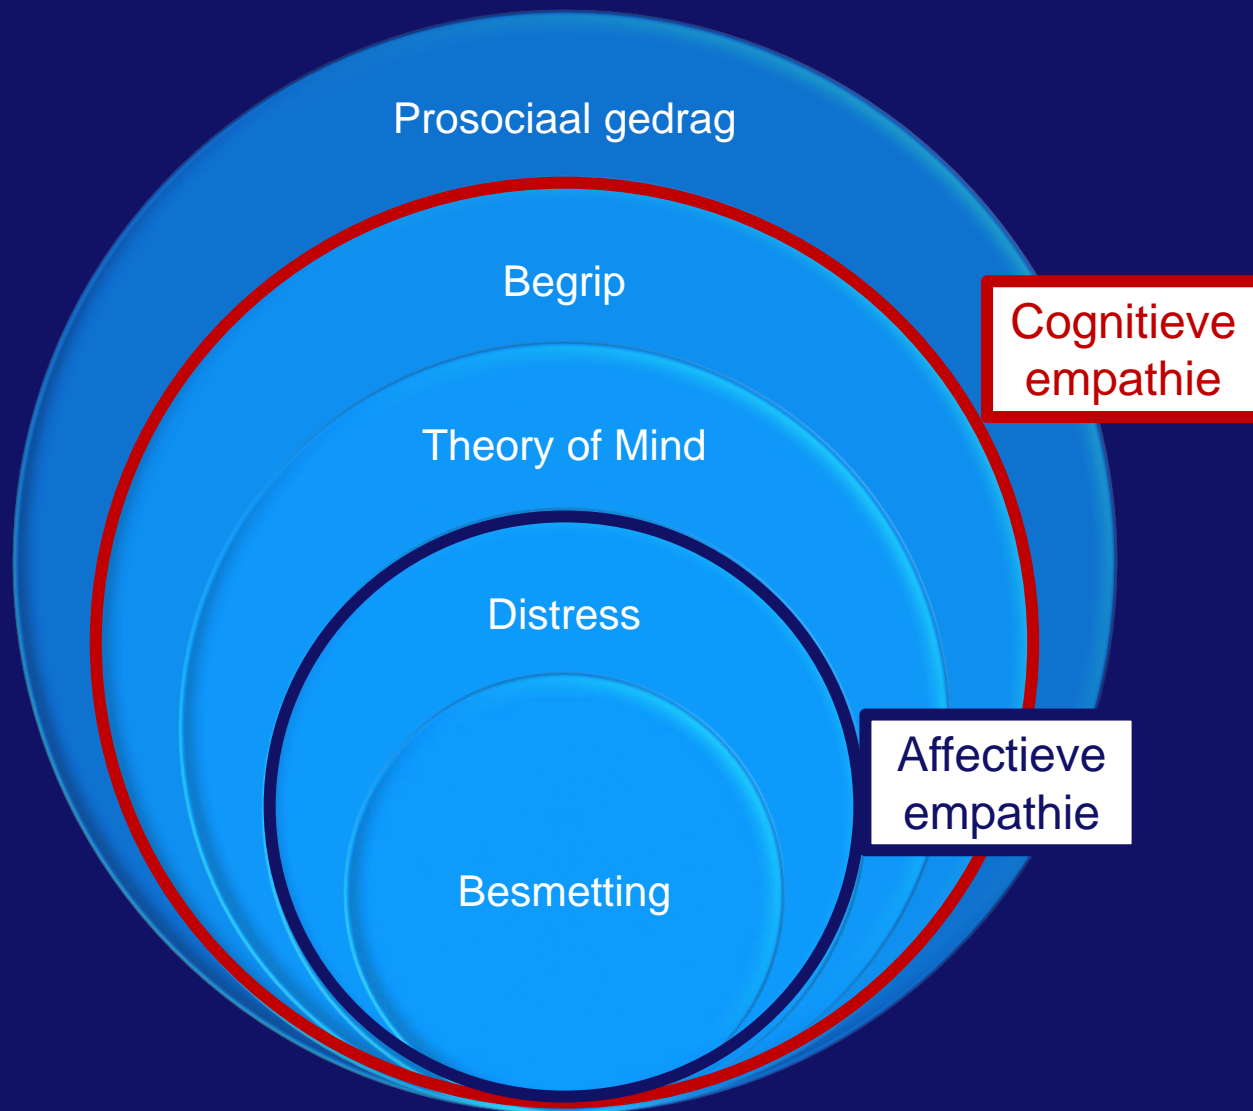 Prosociaal gedrag
Begrip
Cognitieve
empathie
Theory of Mind
Distress
Affectieve
empathie
Besmetting